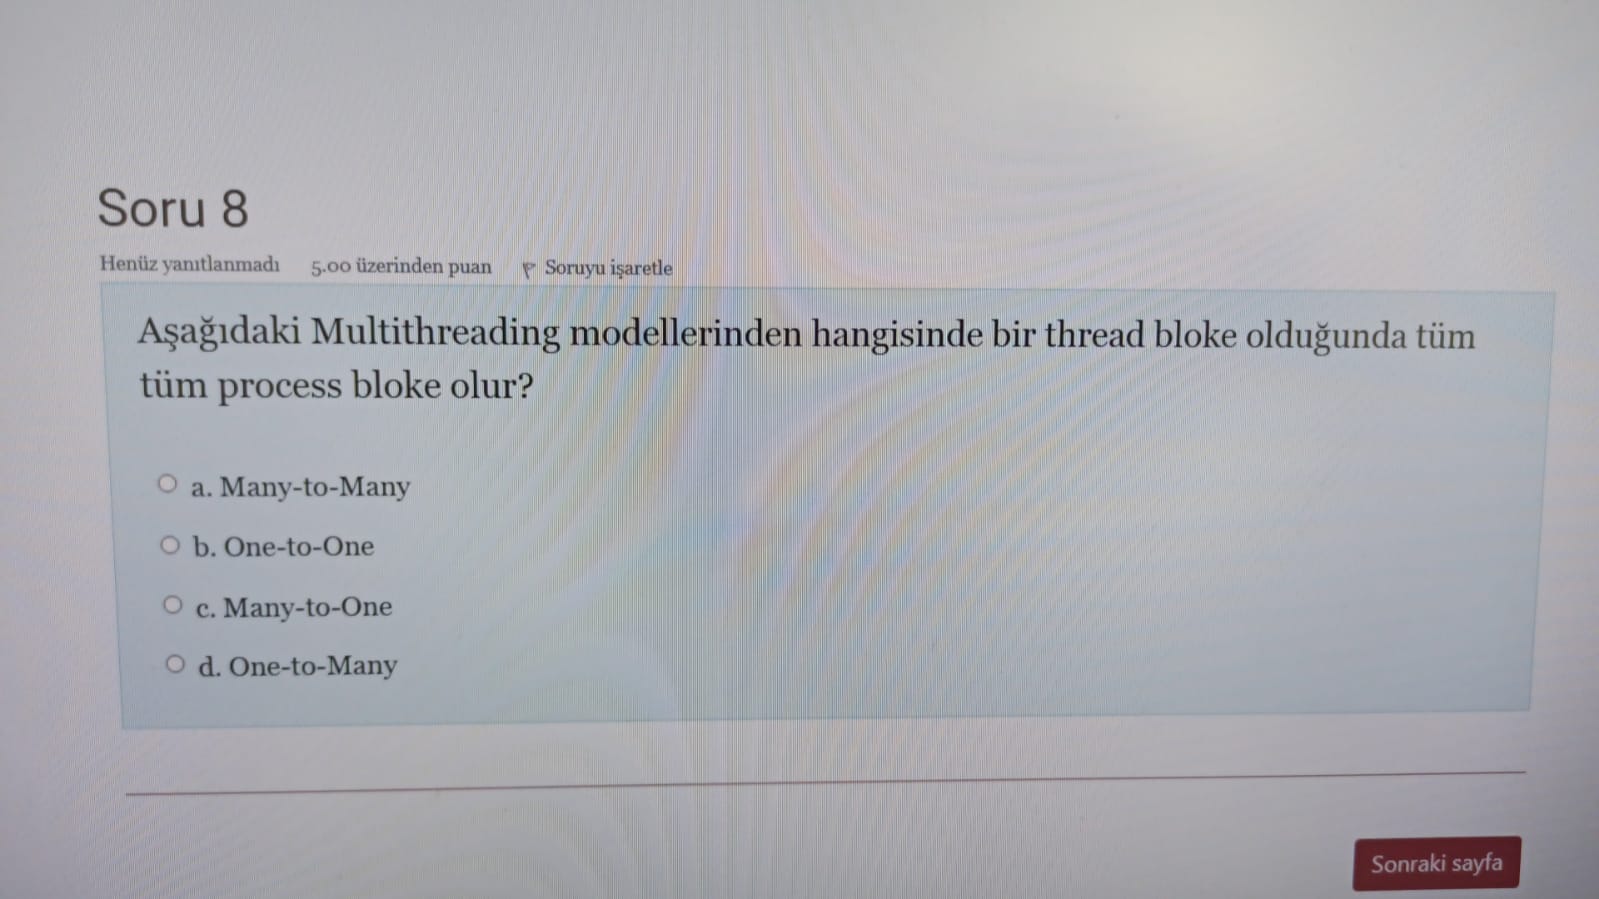 Soru 8
Henüz yanıtlanmadı 5.00 üzerinden puan Soruyu işaretle
Aşağıdaki Multithreading modellerinden hangisinde bir thread bloke olduğunda tüm
tüm process bloke olur?
a. Many-to-Many
b. One-to-One
c. Many-to-One
d. One-to-Many
Sonraki sayfa